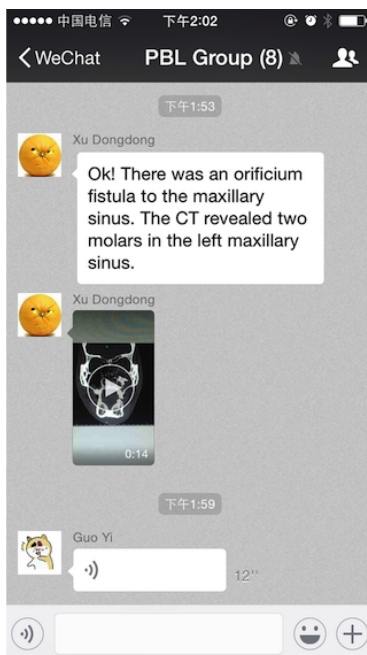 中国电信 下午2:02
WeChat PBL Group (8)
下午1:53
Xu Dongdong
Ok! There was an orificium
fistula to the maxillary
sinus. The CT revealed two
molars in the left maxillary
sinus.
Xu Dongdong
0:14
下午1:59
Guo Yi
12''